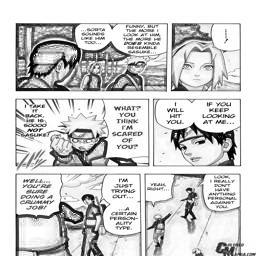 FUNNY, BUT
THE MORE
I LOOK
AT HIM,
THE MORE HE
DOES KINDA
RESEMBLE
SASUKE...
...SORTA
SOUNDS
LIKE HIM
TOO...
IF YOU
KEEP
LOOKING
AT ME...
I
WILL
HIT
YOU.
WHAT?
YOU
THINK
I'M
SCARED
OF YOU?
I
TAKE IT
BACK.
HE IS
SOOOO
NOT
SASUKE!
LOOK,
I REALLY
DON'T
HAVE
ANYTHING
PERSONAL
AGAINST
YOU.
YEAH,
RIGHT...
I'M
JUST
TRYING
OUT...
...A
CERTAIN
PERSON-
ALITY
TYPE.
WELL...
YOU'RE
SURE
DOING A
CRUMMY
JOB!